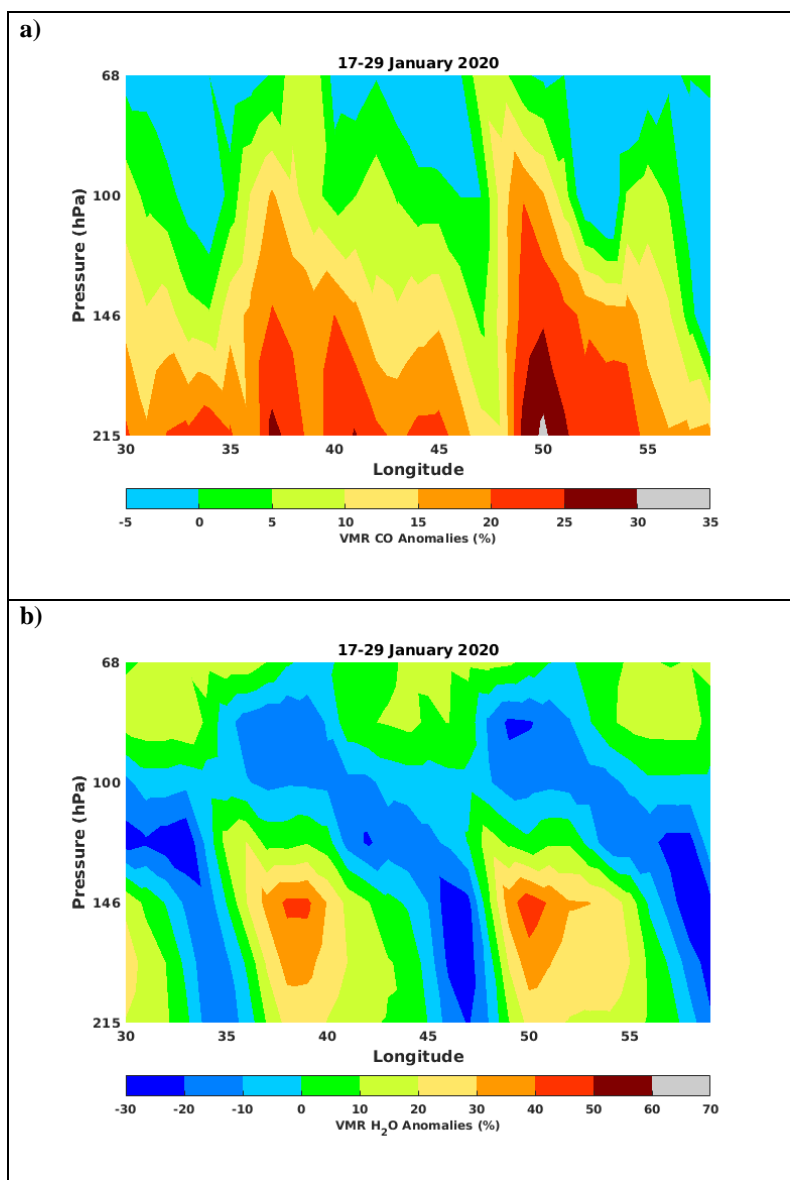 a)
17-29 January 2020
68
100
146
215
Pressure (hPa)
30 35 40 45 50 55
Longitude
-5 0 5 10 15 20 25 30 35
VMR CO Anomalies (%)
b)
17-29 January 2020
68
100
146
215
Pressure (hPa)
30 35 40 45 50 55
Longitude
-30 -20 -10 0 10 20 30 40 50 60 70
VMR H₂O Anomalies (%)